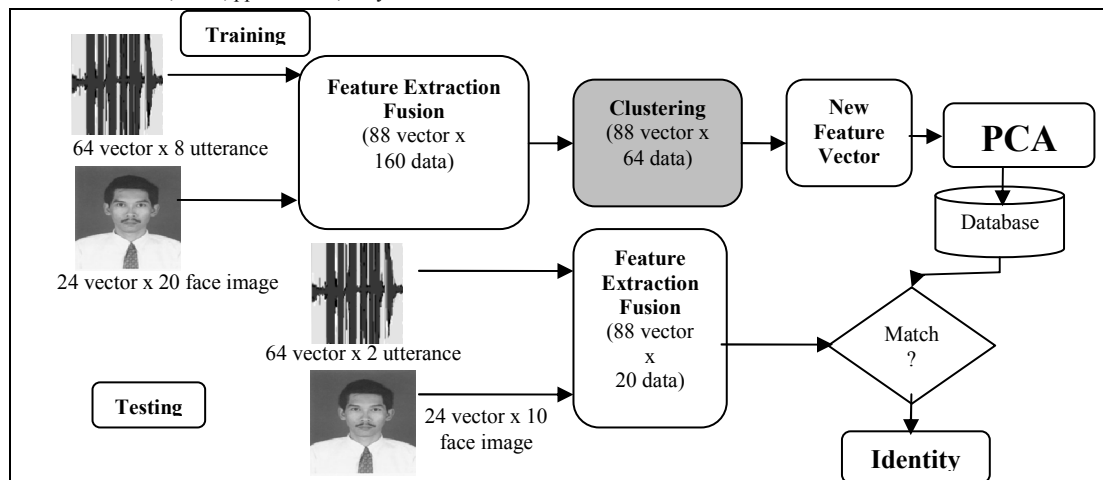 Training
64 vector x 8 utterance
24 vector x 20 face image
Feature Extraction
Fusion
(88 vector x
160 data)
Clustering
(88 vector x
64 data)
New
Feature
Vector
PCA
Database
64 vector x 2 utterance
24 vector x 10
face image
Feature
Extraction
Fusion
(88 vector
x
20 data)
Match
?
Testing
Identity